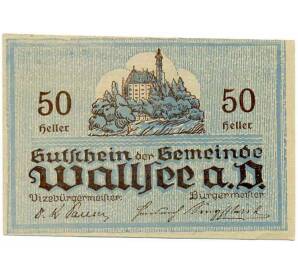 50 50
Heller Heller
Gutschein der Gemeinde
Wallsee a.D.
Vizebürgermeister: Bürgermeister: